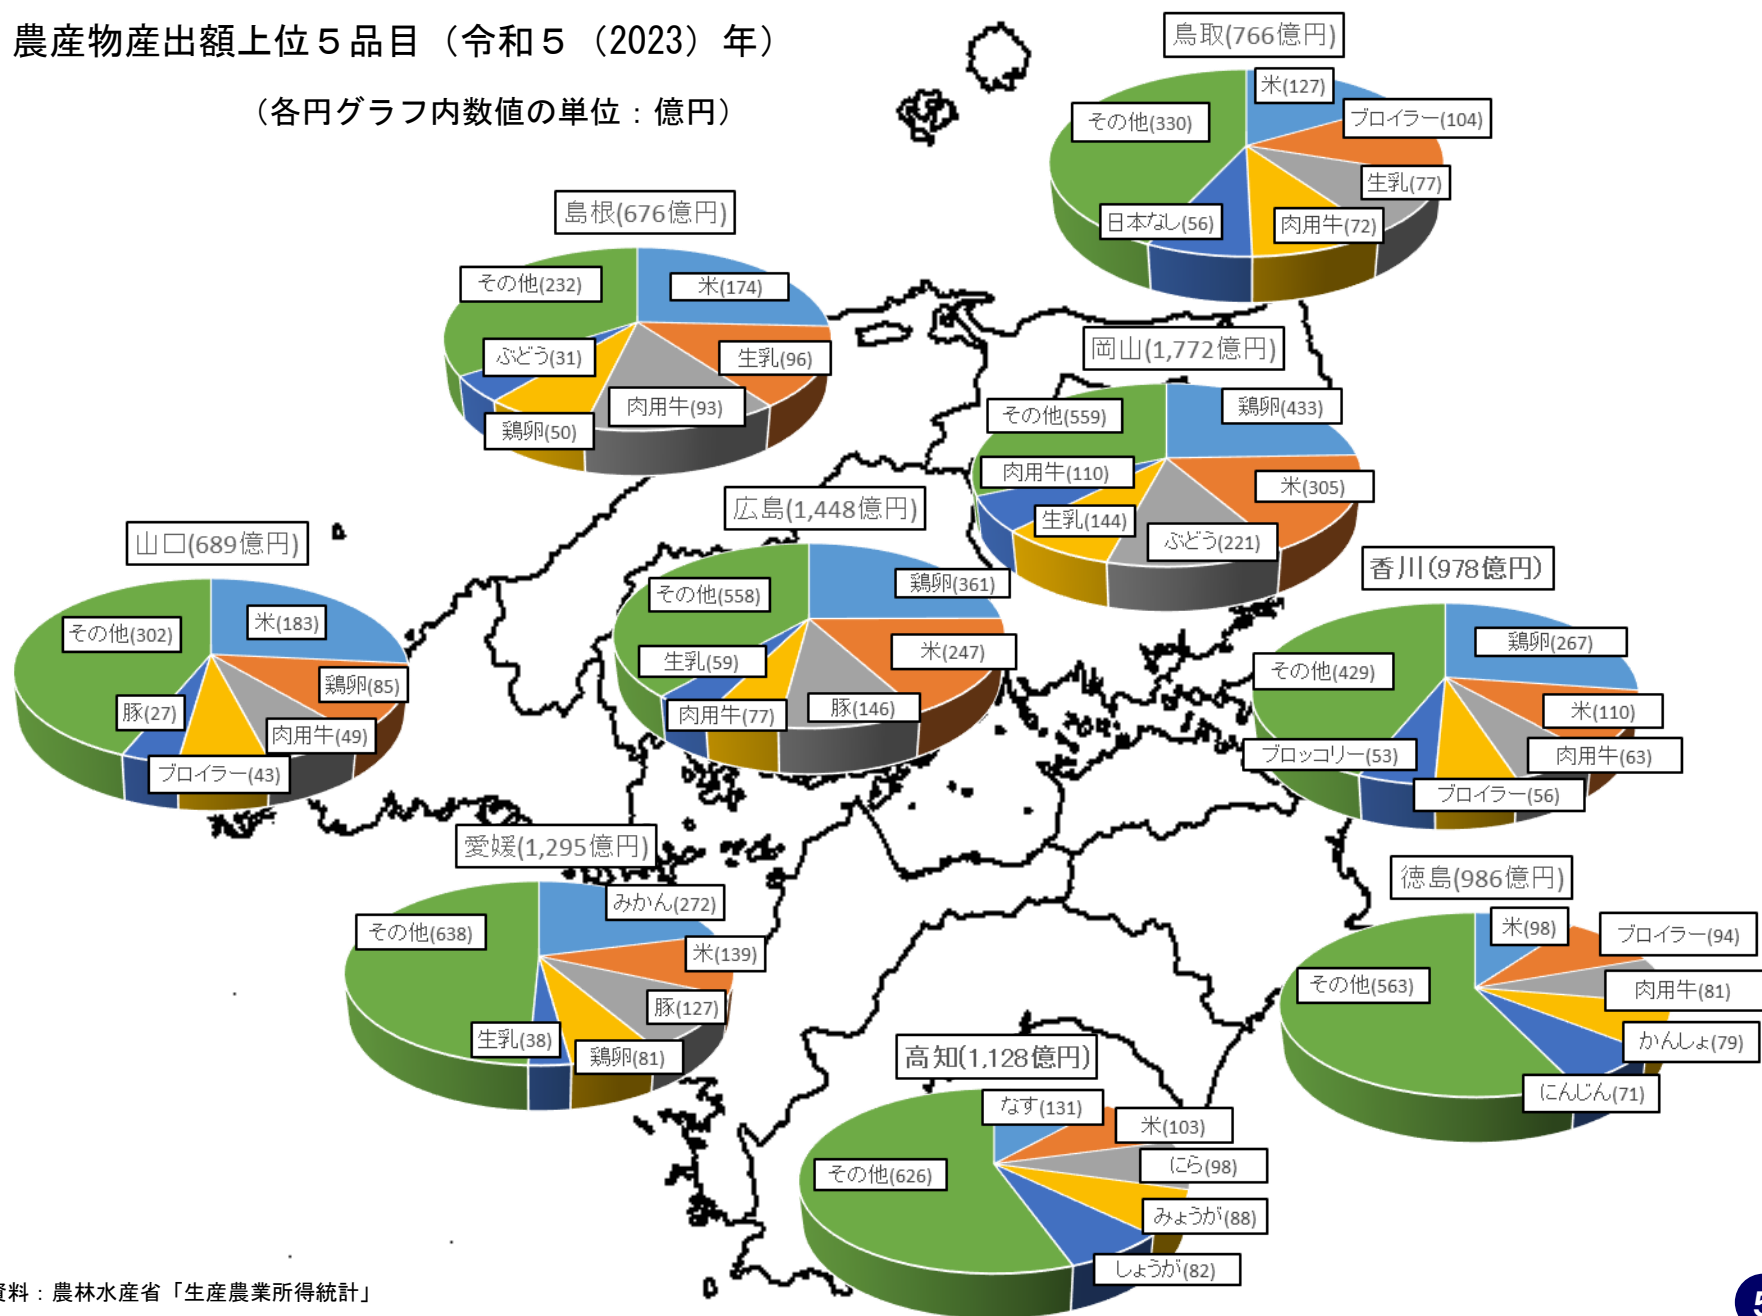 農産物産出額上位５品目（令和５（2023）年）
（各円グラフ内数値の単位：億円）
鳥取(766億円)
米(127)
ブロイラー(104)
生乳(77)
肉用牛(72)
日本なし(56)
その他(330)
島根(676億円)
米(174)
生乳(96)
肉用牛(93)
鶏卵(50)
ぶどう(31)
その他(232)
岡山(1,772億円)
鶏卵(433)
米(305)
ぶどう(221)
生乳(144)
肉用牛(110)
その他(559)
広島(1,448億円)
鶏卵(361)
米(247)
豚(146)
肉用牛(77)
生乳(59)
その他(558)
山口(689億円)
米(183)
鶏卵(85)
肉用牛(49)
ブロイラー(43)
豚(27)
その他(302)
香川(978億円)
鶏卵(267)
米(110)
肉用牛(63)
ブロイラー(56)
ブロッコリー(53)
その他(429)
愛媛(1,295億円)
みかん(272)
米(139)
豚(127)
鶏卵(81)
生乳(38)
その他(638)
徳島(986億円)
米(98)
ブロイラー(94)
肉用牛(81)
かんしょ(79)
にんじん(71)
その他(563)
高知(1,128億円)
なす(131)
米(103)
にら(98)
みょうが(88)
しょうが(82)
その他(626)
資料：農林水産省「生産農業所得統計」